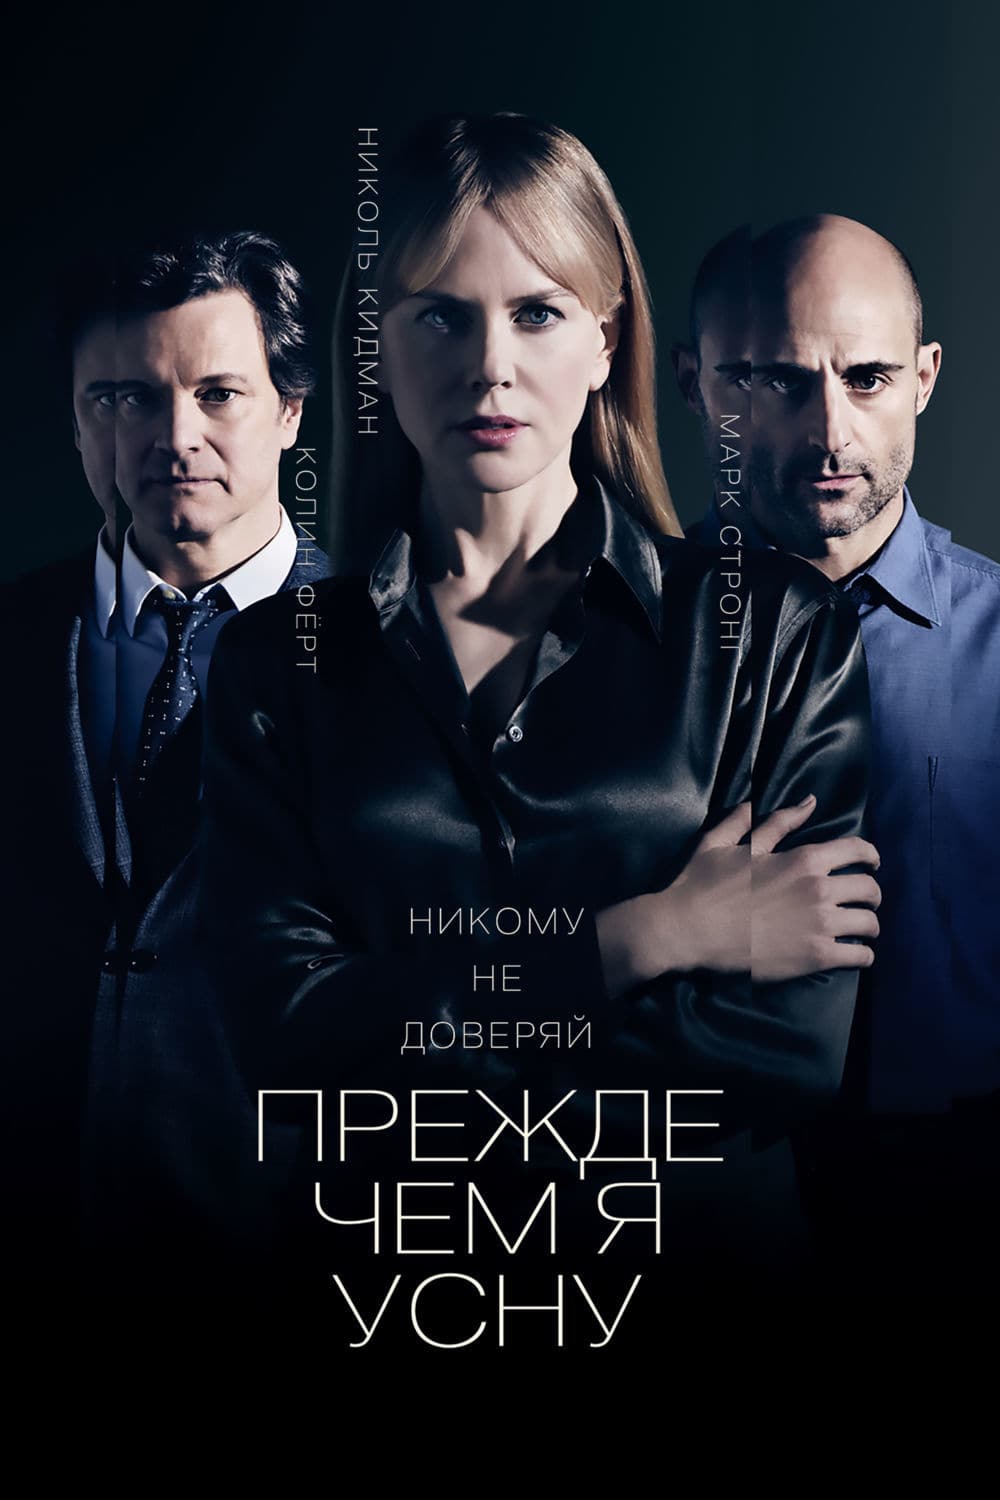 НИКОЛЬ КИДМАН
КОЛИН ФЁРТ
МАРК СТРОНГ
НИКОМУ
НЕ
ДОВЕРЯЙ
ПРЕЖДЕ
ЧЕМ Я
УСНУ